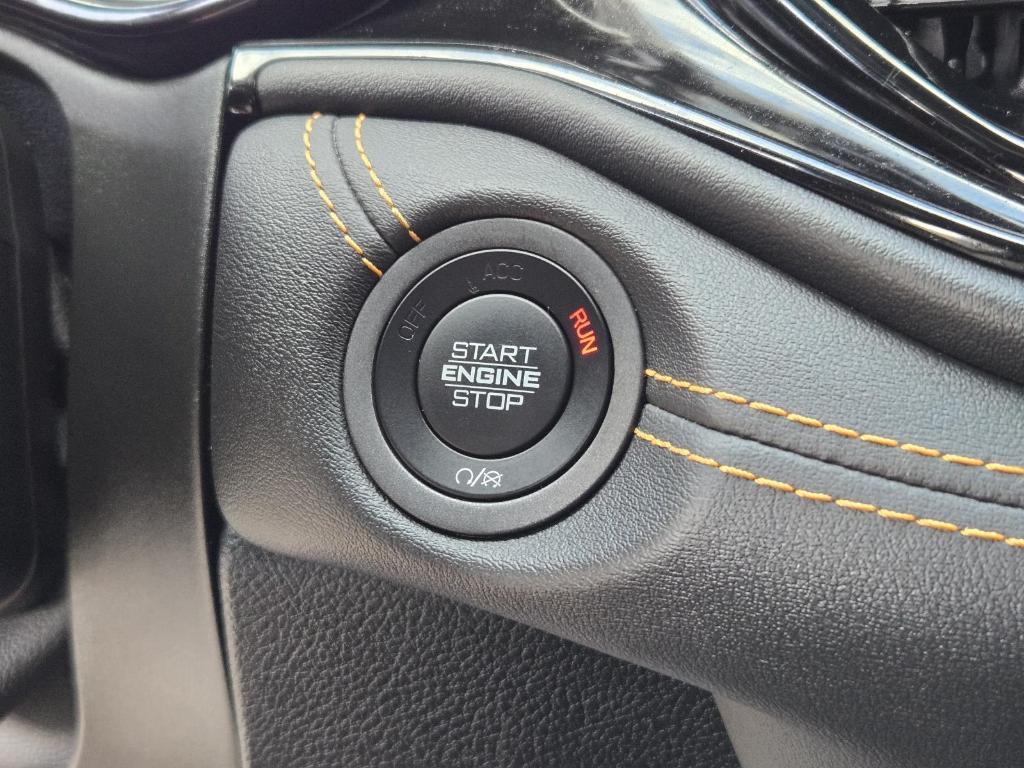 OFF
ACC
RUN
START
ENGINE
STOP